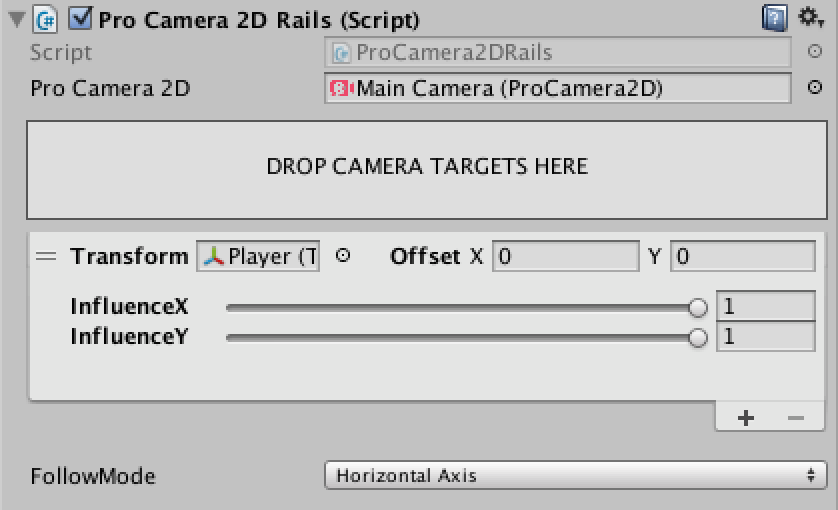 Pro Camera 2D Rails (Script)
Script ProCamera2DRails
Pro Camera 2D Main Camera (ProCamera2D)
DROP CAMERA TARGETS HERE
Transform Player (T Offset X 0 Y 0
InfluenceX 1
InfluenceY 1
+ −
FollowMode Horizontal Axis